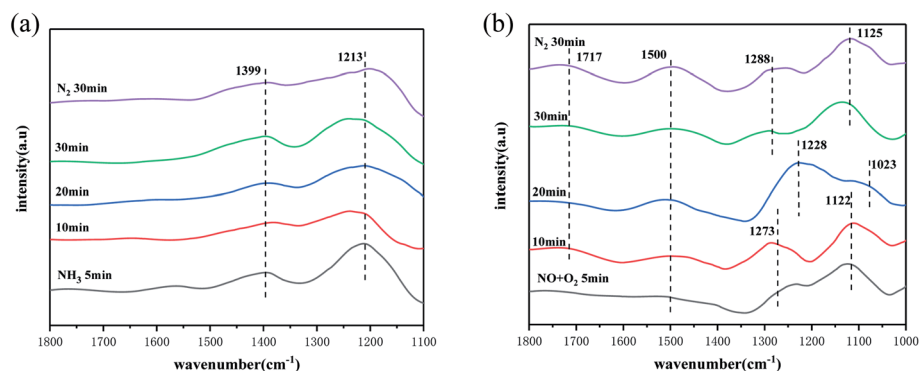 (a)
1399
1213
N₂ 30min
30min
20min
10min
NH₃ 5min
intensity(a.u)
1800 1700 1600 1500 1400 1300 1200 1100
wavenumber(cm⁻¹)
(b)
N₂ 30min
1717
1500
1288
1125
30min
1228
1023
20min
1122
10min
1273
NO+O₂ 5min
intensity(a.u)
1800 1700 1600 1500 1400 1300 1200 1100 1000
wavenumber(cm⁻¹)